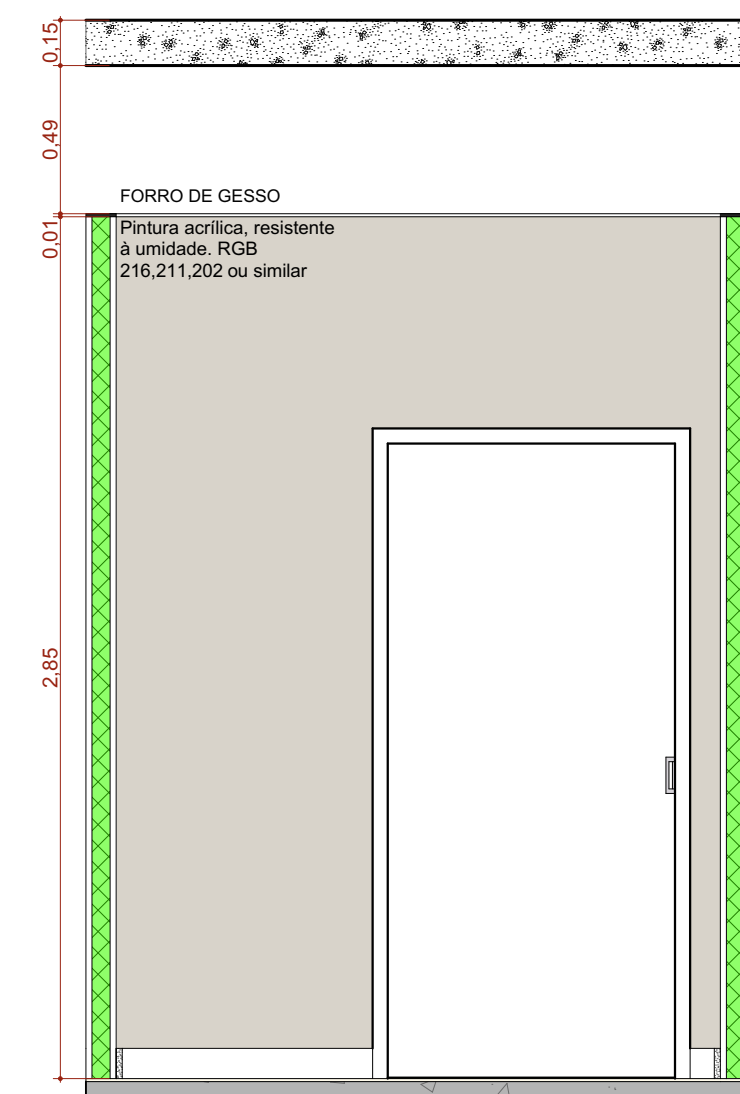 0,15
0,49
FORRO DE GESSO
0,01
Pintura acrílica, resistente
à umidade. RGB
216,211,202 ou similar
2,85